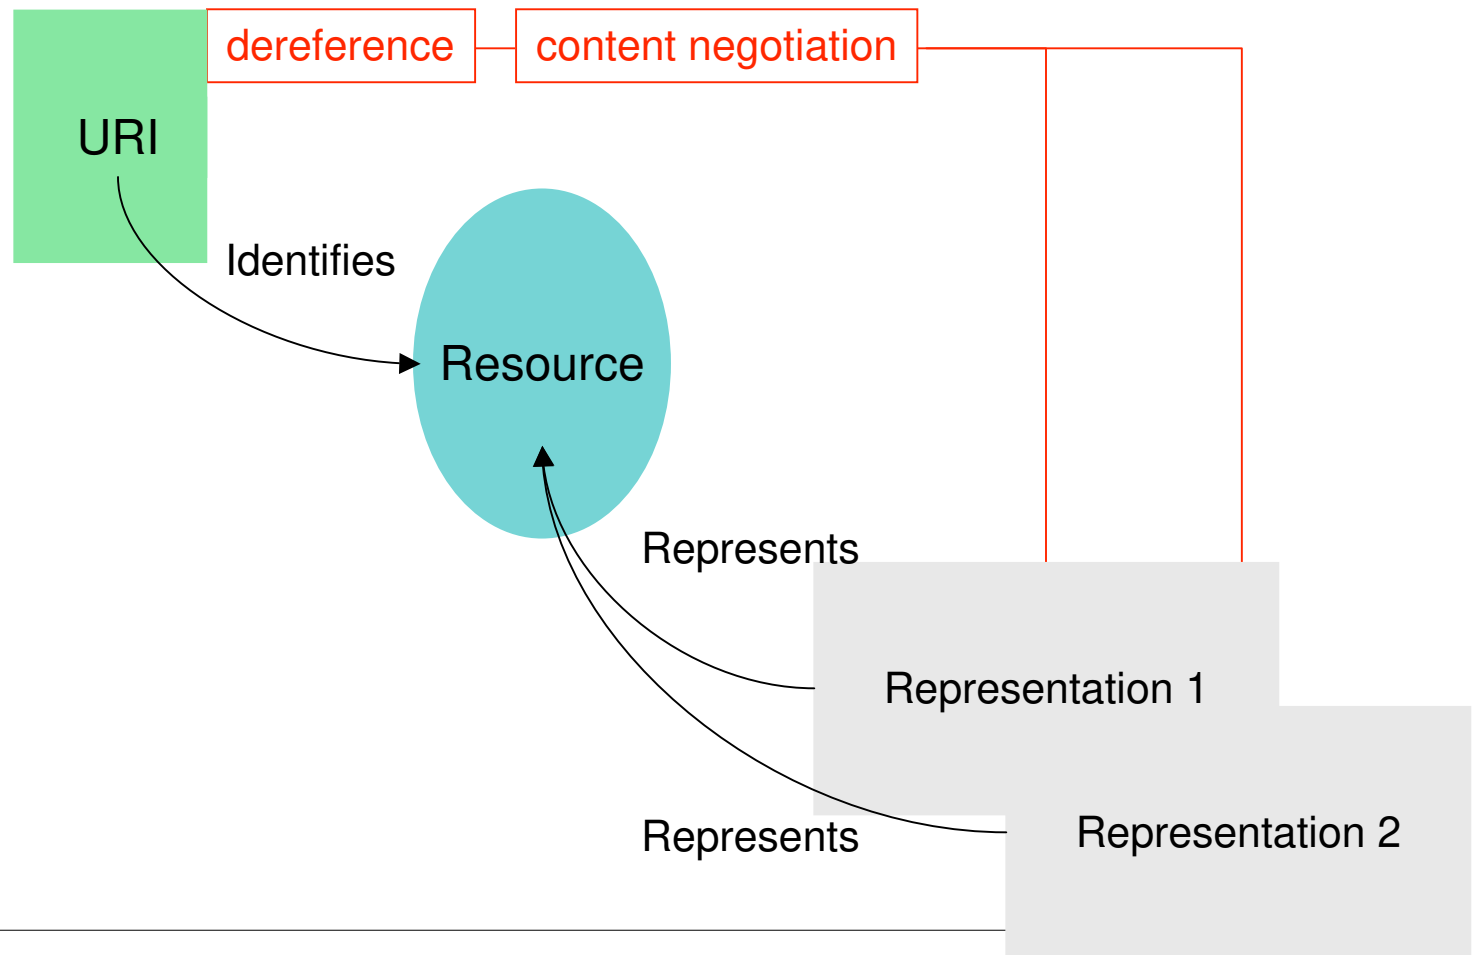 dereference
content negotiation
URI
Identifies
Resource
Represents
Representation 1
Represents
Representation 2